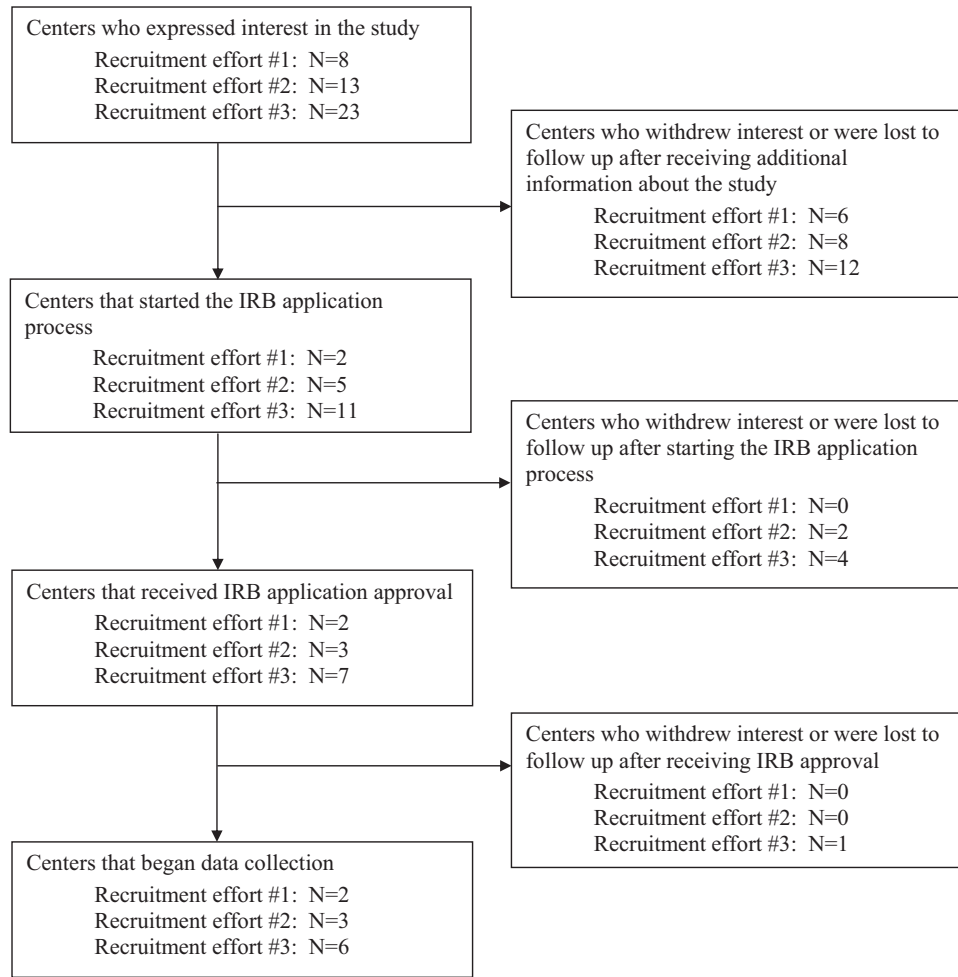 Centers who expressed interest in the study
Recruitment effort #1: N=8
Recruitment effort #2: N=13
Recruitment effort #3: N=23
Centers who withdrew interest or were lost to
follow up after receiving additional
information about the study
Recruitment effort #1: N=6
Recruitment effort #2: N=8
Recruitment effort #3: N=12
Centers that started the IRB application
process
Recruitment effort #1: N=2
Recruitment effort #2: N=5
Recruitment effort #3: N=11
Centers who withdrew interest or were lost to
follow up after starting the IRB application
process
Recruitment effort #1: N=0
Recruitment effort #2: N=2
Recruitment effort #3: N=4
Centers that received IRB application approval
Recruitment effort #1: N=2
Recruitment effort #2: N=3
Recruitment effort #3: N=7
Centers who withdrew interest or were lost to
follow up after receiving IRB approval
Recruitment effort #1: N=0
Recruitment effort #2: N=0
Recruitment effort #3: N=1
Centers that began data collection
Recruitment effort #1: N=2
Recruitment effort #2: N=3
Recruitment effort #3: N=6